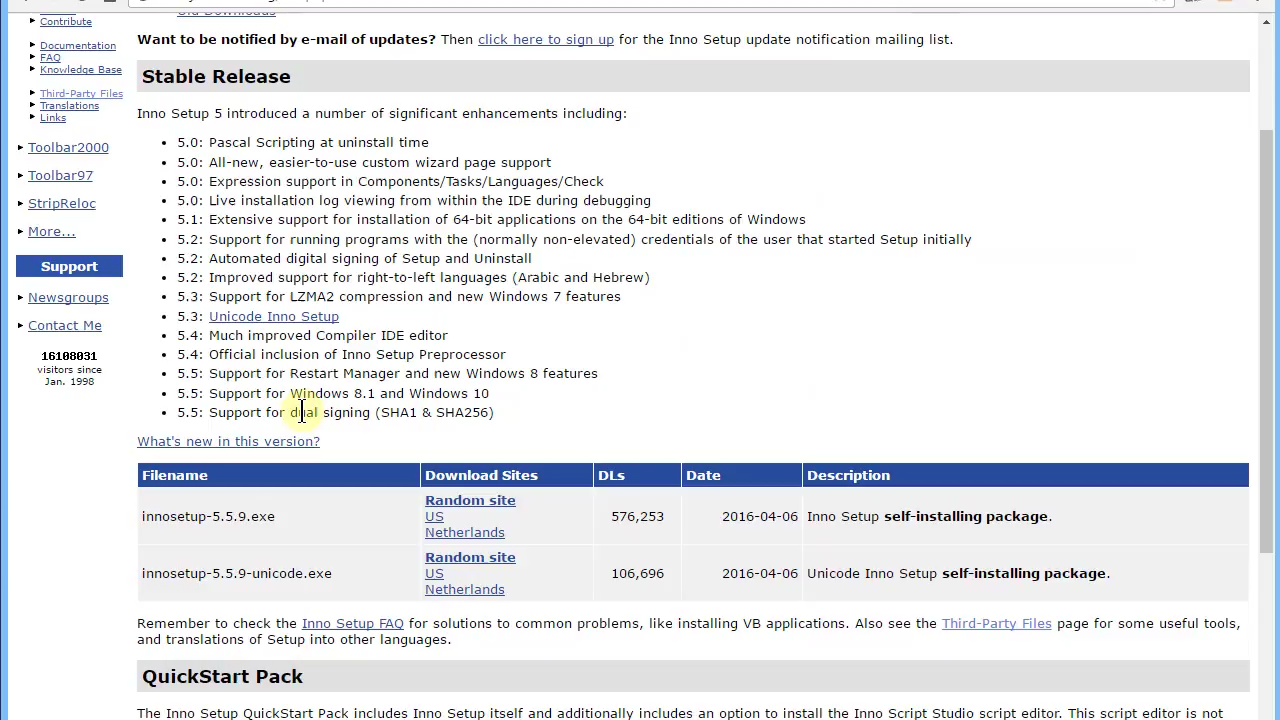 Contribute
Documentation
FAQ
Knowledge Base
Third-Party Files
Translations
Links
Toolbar2000
Toolbar97
StripReloc
More...
Support
Newsgroups
Contact Me
16108031
visitors since
Jan. 1998
Old Downloads
Want to be notified by e-mail of updates? Then click here to sign up for the Inno Setup update notification mailing list.
Stable Release
Inno Setup 5 introduced a number of significant enhancements including:
• 5.0: Pascal Scripting at uninstall time
• 5.0: All-new, easier-to-use custom wizard page support
• 5.0: Expression support in Components/Tasks/Languages/Check
• 5.0: Live installation log viewing from within the IDE during debugging
• 5.1: Extensive support for installation of 64-bit applications on the 64-bit editions of Windows
• 5.2: Support for running programs with the (normally non-elevated) credentials of the user that started Setup initially
• 5.2: Automated digital signing of Setup and Uninstall
• 5.2: Improved support for right-to-left languages (Arabic and Hebrew)
• 5.3: Support for LZMA2 compression and new Windows 7 features
• 5.3: Unicode Inno Setup
• 5.4: Much improved Compiler IDE editor
• 5.4: Official inclusion of Inno Setup Preprocessor
• 5.5: Support for Restart Manager and new Windows 8 features
• 5.5: Support for Windows 8.1 and Windows 10
• 5.5: Support for dual signing (SHA1 & SHA256)
What's new in this version?
Filename Download Sites DLs Date Description
Random site
innosetup-5.5.9.exe US 576,253 2016-04-06 Inno Setup self-installing package.
Netherlands
Random site
innosetup-5.5.9-unicode.exe US 106,696 2016-04-06 Unicode Inno Setup self-installing package.
Netherlands
Remember to check the Inno Setup FAQ for solutions to common problems, like installing VB applications. Also see the Third-Party Files page for some useful tools,
and translations of Setup into other languages.
QuickStart Pack
The Inno Setup QuickStart Pack includes Inno Setup itself and additionally includes an option to install the Inno Script Studio script editor. This script editor is not